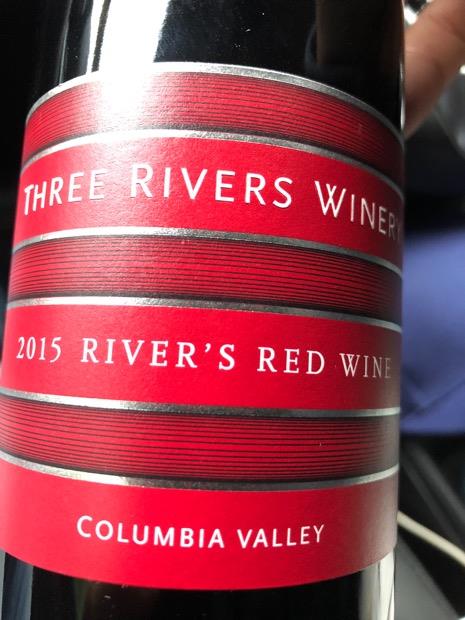 THREE RIVERS WINERY
2015 RIVER'S RED WINE
COLUMBIA VALLEY